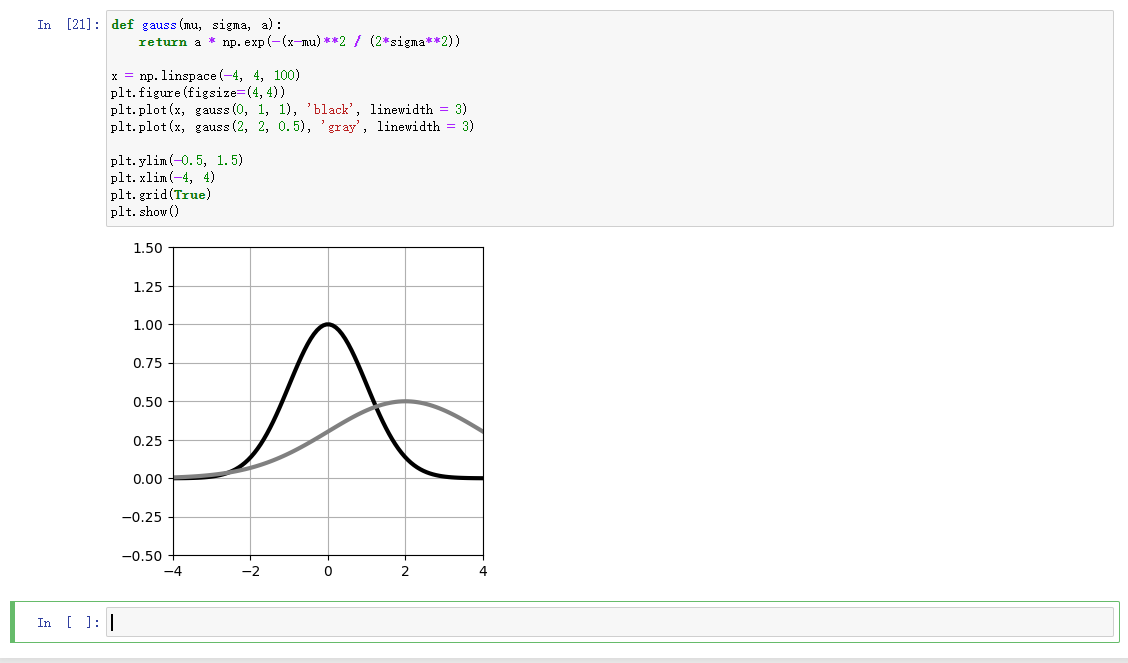 In [21]:
def gauss(mu, sigma, a):
    return a * np.exp(-(x-mu)**2 / (2*sigma**2))

x = np.linspace(-4, 4, 100)
plt.figure(figsize=(4,4))
plt.plot(x, gauss(0, 1, 1), 'black', linewidth = 3)
plt.plot(x, gauss(2, 2, 0.5), 'gray', linewidth = 3)

plt.ylim(-0.5, 1.5)
plt.xlim(-4, 4)
plt.grid(True)
plt.show()
1.50
1.25
1.00
0.75
0.50
0.25
0.00
−0.25
−0.50
−4 −2 0 2 4
In [ ]: